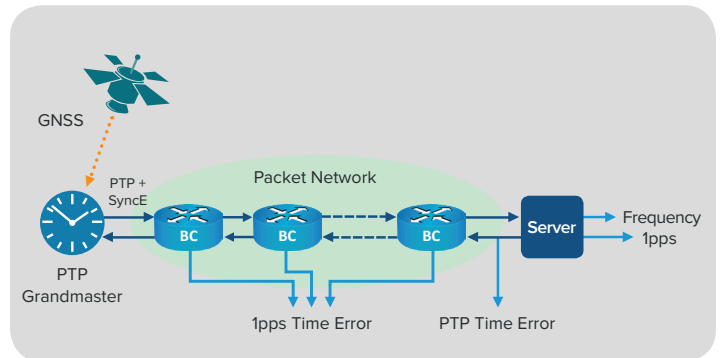 GNSS
PTP +
SyncE
Packet Network
BC
BC
BC
Server
Frequency
1pps
PTP
Grandmaster
1pps Time Error
PTP Time Error